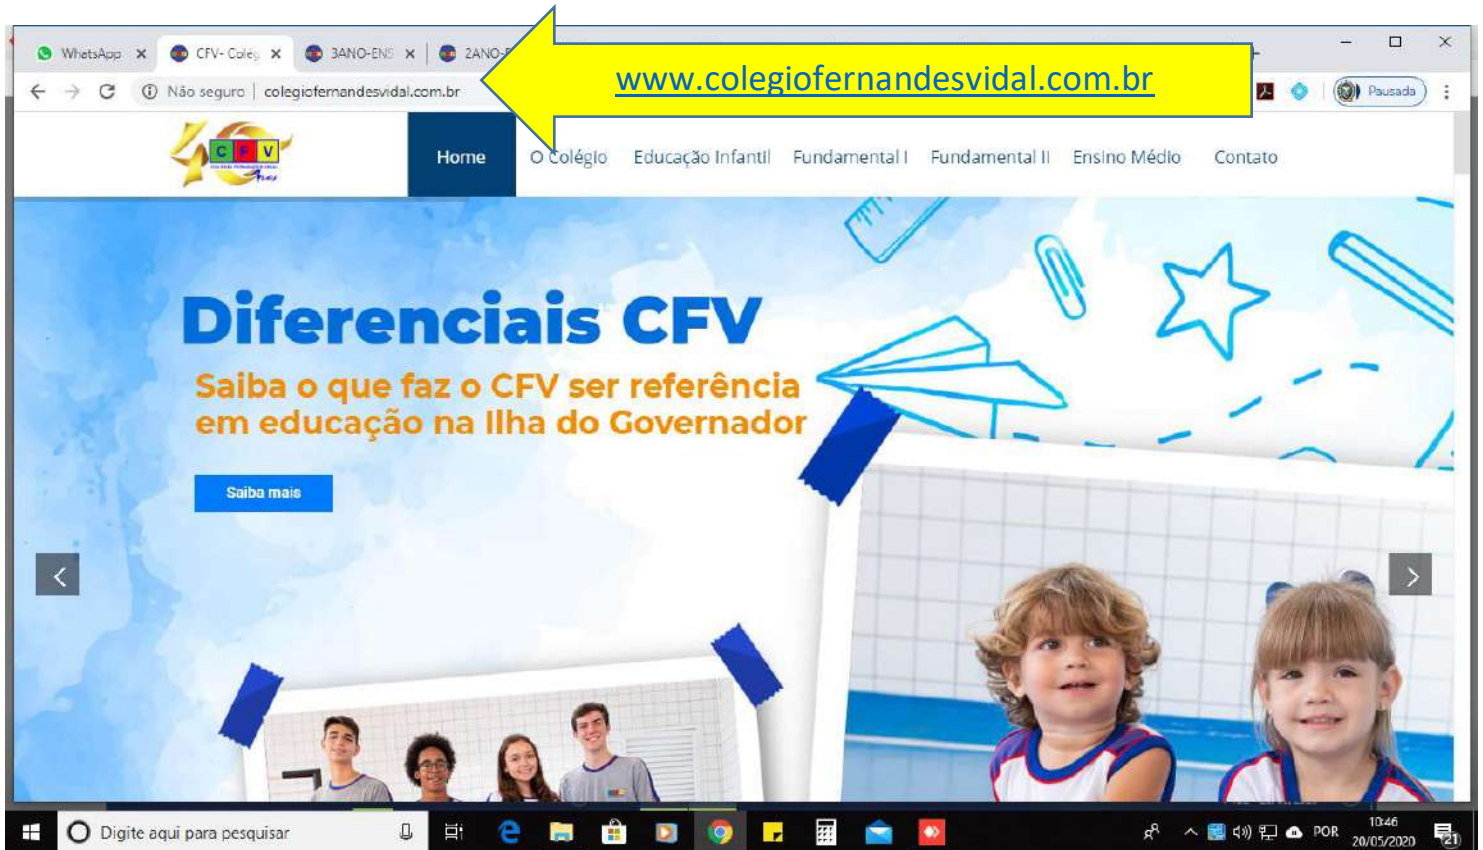 WhatsApp
CFV- Colég
3ANO-ENS
2ANO-E
www.colegiofernandesvidal.com.br
Não seguro | colegiofernandesvidal.com.br
Pausada
C F V
Home
O Colégio
Educação Infantil
Fundamental I
Fundamental II
Ensino Médio
Contato
Diferenciais CFV
Saiba o que faz o CFV ser referência
em educação na Ilha do Governador
Saiba mais
Digite aqui para pesquisar
POR
10:46
20/05/2020
21